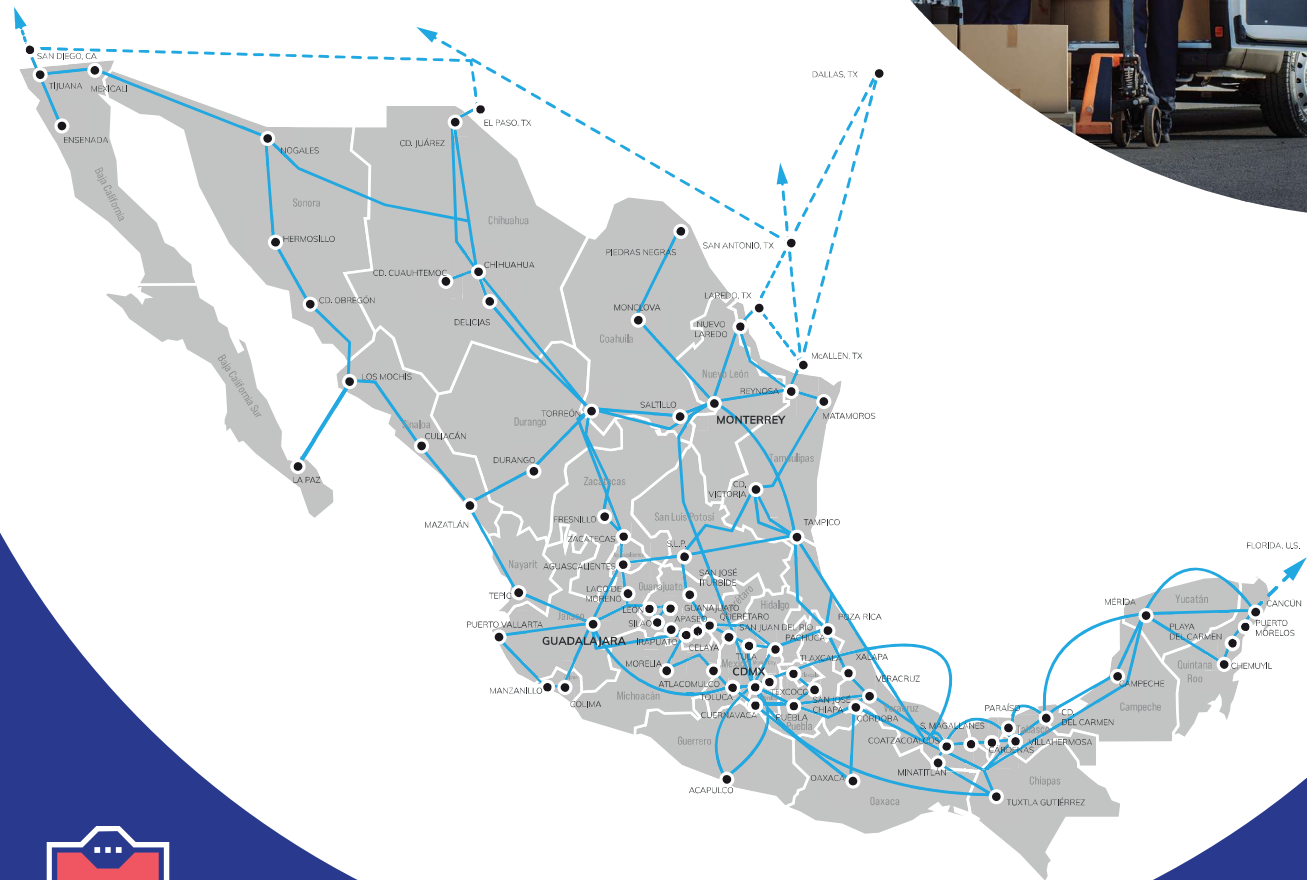 SAN DIEGO, CA
TIJUANA
MEXICALI
ENSENADA
Baja California
NOGALES
Sonora
HERMOSILLO
CD. OBREGÓN
CD. JUÁREZ
EL PASO, TX
Chihuahua
CD. CUAUHTEMOC
CHIHUAHUA
DELICIAS
DALLAS, TX
SAN ANTONIO, TX
PIEDRAS NEGRAS
LAREDO, TX
NUEVO
LAREDO
MONCLOVA
Coahuila
Nuevo León
McALLEN, TX
REYNOSA
MATAMOROS
LOS MOCHIS
Baja California Sur
LA PAZ
Sinaloa
CULIACÁN
MAZATLÁN
Durango
DURANGO
TORREÓN
SALTILLO
MONTERREY
Tamaulipas
CD.
VICTORIA
TAMPICO
Zacatecas
FRESNILLO
ZACATECAS
San Luis Potosí
S.L.P.
AGUASCALIENTES
Nayarit
TEPIC
LAGO DE
MORENO
Guanajuato
SAN JOSÉ
ITURBIDE
Jalisco
PUERTO VALLARTA
GUADALAJARA
LEÓN
SILAO
GUANAJUATO
APASEO
QUERÉTARO
Querétaro
Hidalgo
IRAPUATO
CELAYA
SAN JUAN DEL RÍO
PACHUCA
POZA RICA
TULA
MORELIA
México
CDMX
TLAXCALA
XALAPA
MANZANILLO
COLIMA
Michoacán
ATLACOMULCO
TOLUCA
TEXCOCO
SAN JOSÉ
CHIAPA
VERACRUZ
Veracruz
CUERNAVACA
PUEBLA
Puebla
CÓRDOBA
Guerrero
ACAPULCO
OAXACA
Oaxaca
COATZACOALCOS
S. MAGALLANES
MINATITLÁN
CÁRDENAS
PARAÍSO
Tabasco
VILLAHERMOSA
CD.
DEL CARMEN
Chiapas
TUXTLA GUTIÉRREZ
CAMPECHE
Campeche
MÉRIDA
Yucatán
FLORIDA, U.S.
CANCÚN
PUERTO
MORELOS
PLAYA
DEL CARMEN
CHEMUYIL
Quintana
Roo